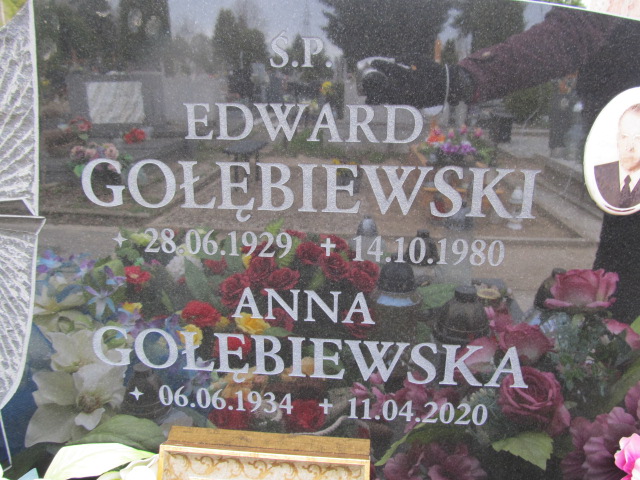 Ś.P.
EDWARD
GOŁĘBIEWSKI
✦ 28.06.1929 + 14.10.1980
ANNA
GOŁĘBIEWSKA
✦ 06.06.1934 + 11.04.2020